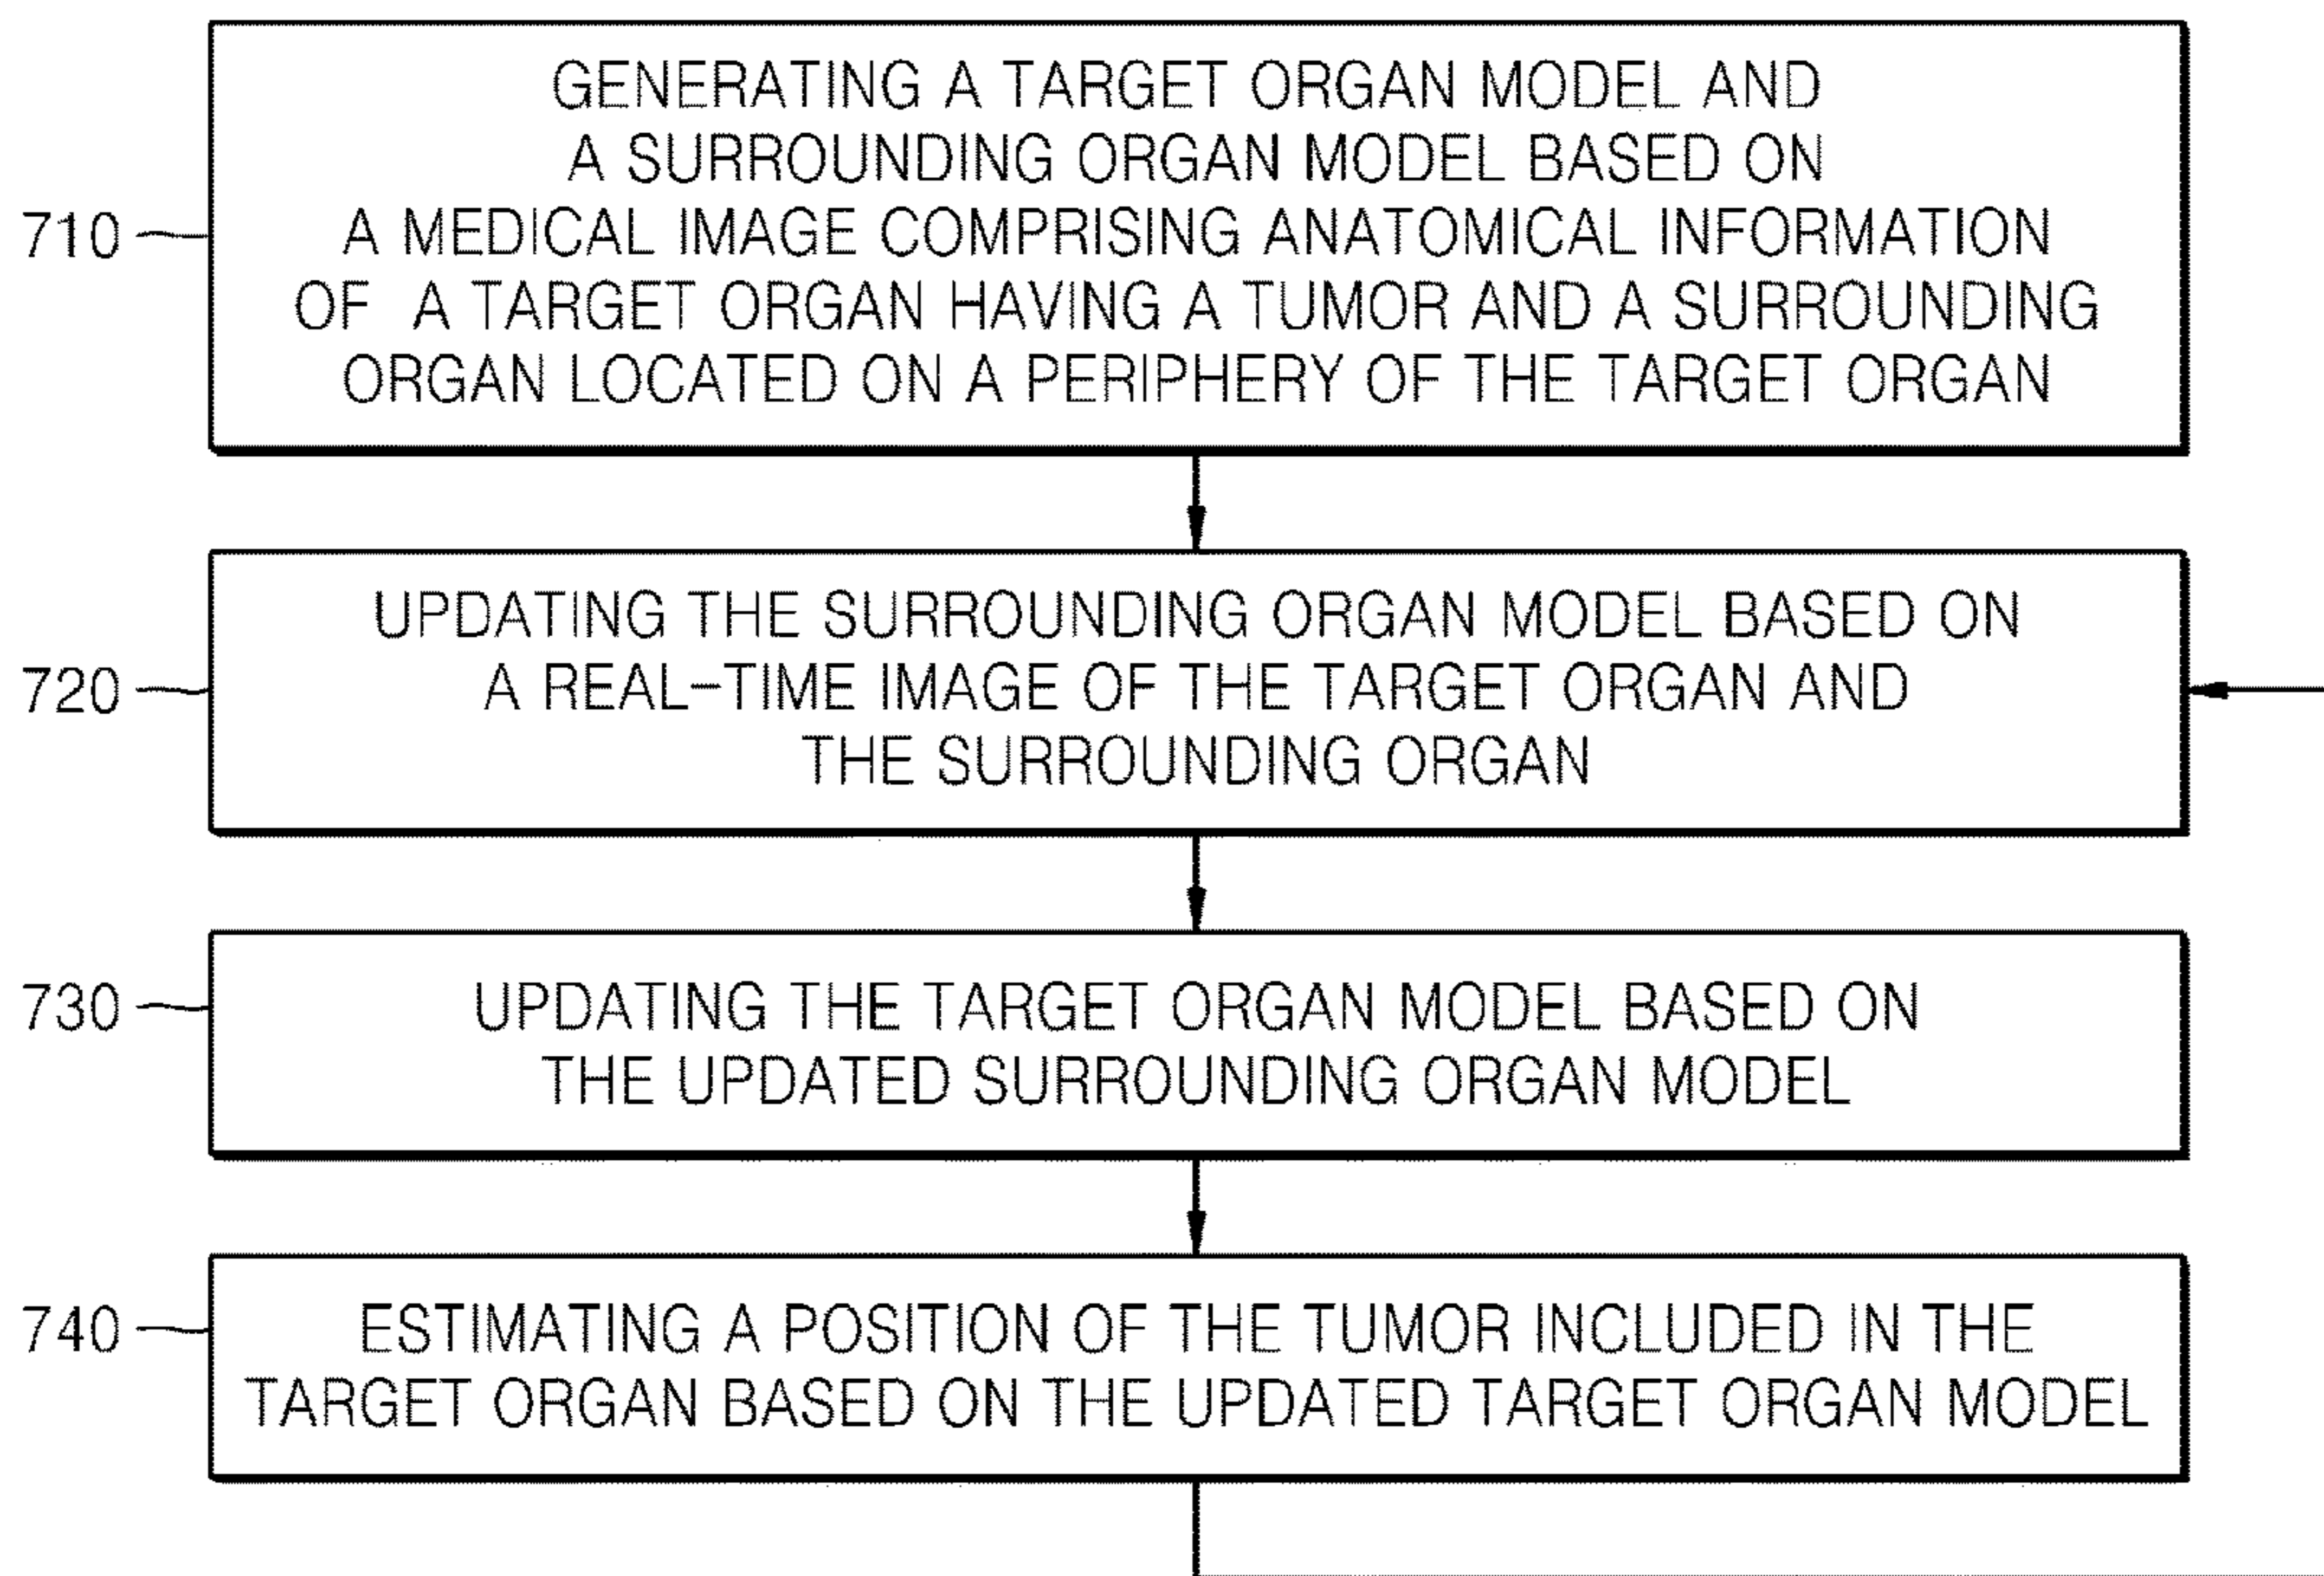 GENERATING A TARGET ORGAN MODEL AND
A SURROUNDING ORGAN MODEL BASED ON
710
A MEDICAL IMAGE COMPRISING ANATOMICAL INFORMATION
OF A TARGET ORGAN HAVING A TUMOR AND A SURROUNDING
ORGAN LOCATED ON A PERIPHERY OF THE TARGET ORGAN
UPDATING THE SURROUNDING ORGAN MODEL BASED ON
720
A REAL-TIME IMAGE OF THE TARGET ORGAN AND
THE SURROUNDING ORGAN
730
UPDATING THE TARGET ORGAN MODEL BASED ON
THE UPDATED SURROUNDING ORGAN MODEL
740
ESTIMATING A POSITION OF THE TUMOR INCLUDED IN THE
TARGET ORGAN BASED ON THE UPDATED TARGET ORGAN MODEL